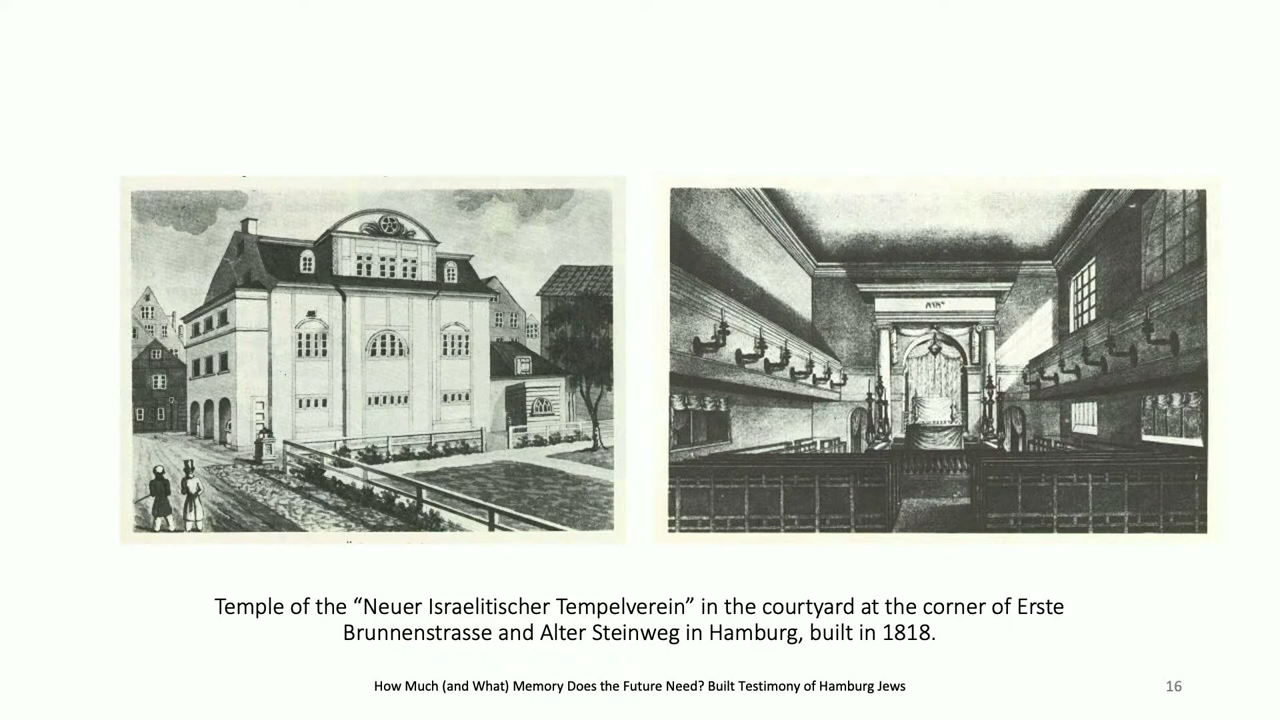 Temple of the “Neuer Israelitischer Tempelverein” in the courtyard at the corner of Erste
Brunnenstrasse and Alter Steinweg in Hamburg, built in 1818.
How Much (and What) Memory Does the Future Need? Built Testimony of Hamburg Jews
16